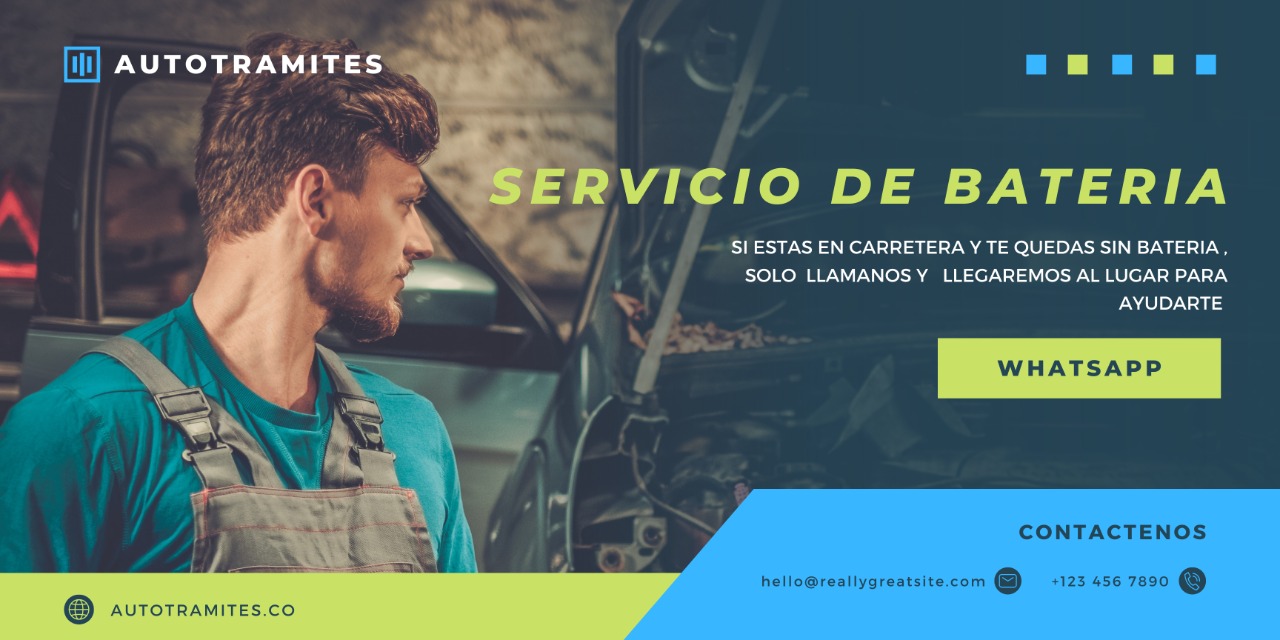 AUTOTRAMITES
SERVICIO DE BATERIA
SI ESTAS EN CARRETERA Y TE QUEDAS SIN BATERIA ,
SOLO LLAMANOS Y LLEGAREMOS AL LUGAR PARA
AYUDARTE
WHATSAPP
CONTACTENOS
hello@reallygreatsite.com +123 456 7890
AUTOTRAMITES.CO